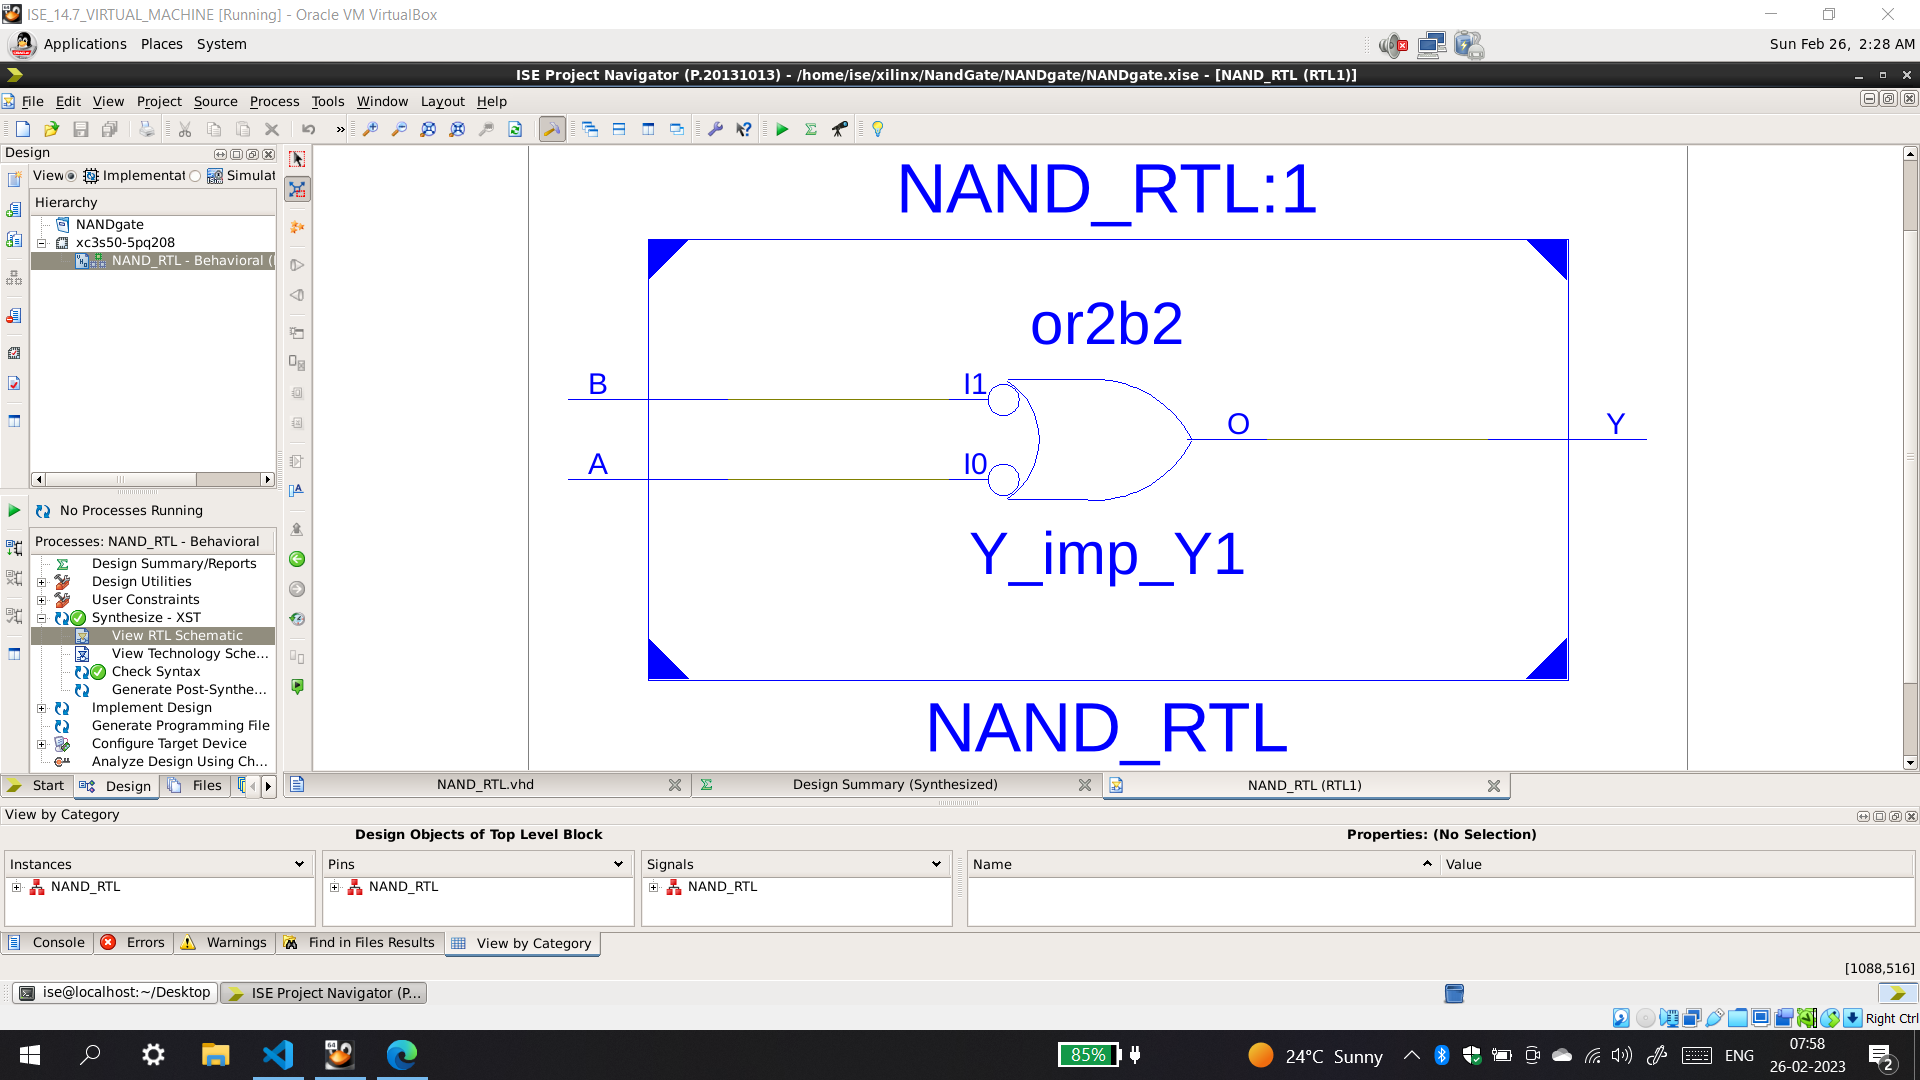 ISE_14.7_VIRTUAL_MACHINE [Running] - Oracle VM VirtualBox
Applications Places System
Sun Feb 26, 2:28 AM
ISE Project Navigator (P.20131013) - /home/ise/xilinx/NandGate/NANDgate/NANDgate.xise - [NAND_RTL (RTL1)]
File Edit View Project Source Process Tools Window Layout Help
Design
View Implementat Simulat
Hierarchy
NANDgate
xc3s50-5pq208
NAND_RTL - Behavioral (
No Processes Running
Processes: NAND_RTL - Behavioral
Design Summary/Reports
Design Utilities
User Constraints
Synthesize - XST
View RTL Schematic
View Technology Sche...
Check Syntax
Generate Post-Synthe...
Implement Design
Generate Programming File
Configure Target Device
Analyze Design Using Ch...
Start Design Files
NAND_RTL:1
or2b2
B I1
O Y
A I0
Y_imp_Y1
NAND_RTL
NAND_RTL.vhd
Design Summary (Synthesized)
NAND_RTL (RTL1)
View by Category
Design Objects of Top Level Block
Properties: (No Selection)
Instances Pins Signals Name Value
NAND_RTL NAND_RTL NAND_RTL
Console Errors Warnings Find in Files Results View by Category
[1088,516]
ise@localhost:~/Desktop
ISE Project Navigator (P...
Right Ctrl
85%
24°C Sunny
ENG
07:58
26-02-2023
2